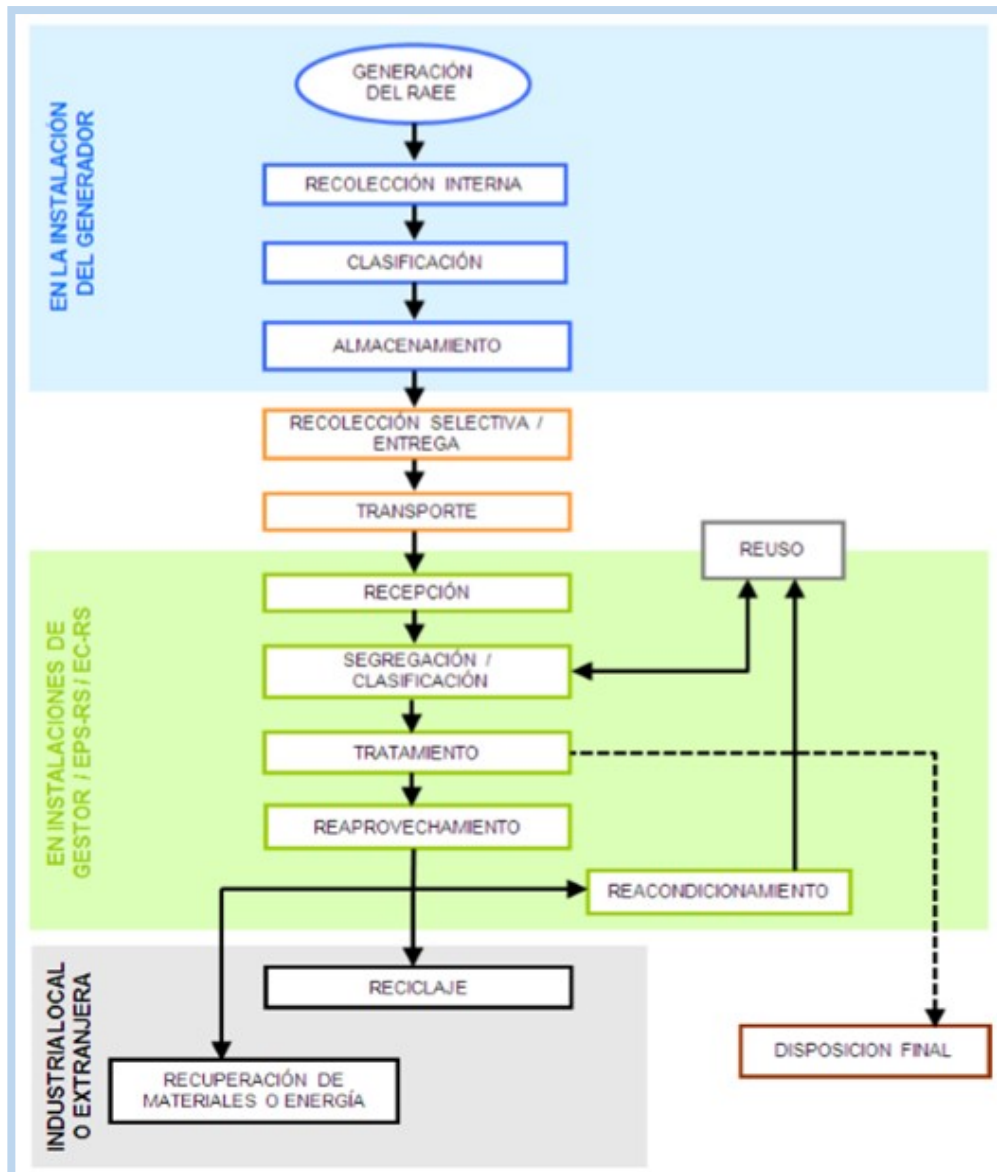 EN LA INSTALACIÓN
DEL GENERADOR
GENERACIÓN
DEL RAEE
RECOLECCIÓN INTERNA
CLASIFICACIÓN
ALMACENAMIENTO
RECOLECCIÓN SELECTIVA /
ENTREGA
TRANSPORTE
REUSO
EN INSTALACIONES DE
GESTOR / EPS-RS / EC-RS
RECEPCIÓN
SEGREGACIÓN /
CLASIFICACIÓN
TRATAMIENTO
REAPROVECHAMIENTO
REACONDICIONAMIENTO
INDUSTRIA LOCAL
O EXTRANJERA
RECICLAJE
DISPOSICION FINAL
RECUPERACIÓN DE
MATERIALES O ENERGÍA